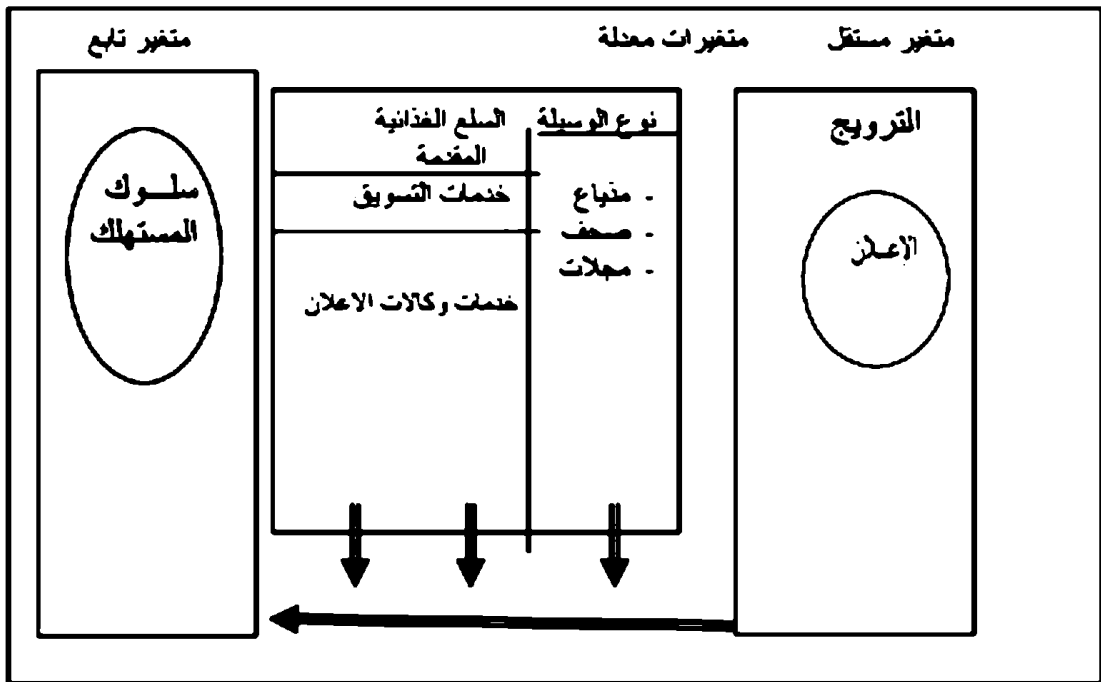 متغير مستقل
متغيرات معدلة
متغير تابع
الترويج
الإعلان
نوع الوسيلة
- مذياع
- صحف
- مجلات
السلع الغذائية
المقدمة
خدمات التسويق
خدمات وكالات الاعلان
سلوك
المستهلك